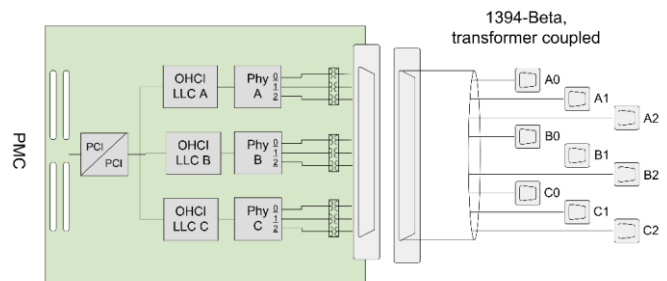 1394-Beta,
transformer coupled
PMC
PCI
PCI
OHCI
LLC A
Phy
A
0
1
2
OHCI
LLC B
Phy
B
0
1
2
OHCI
LLC C
Phy
C
0
1
2
A0
A1
A2
B0
B1
B2
C0
C1
C2